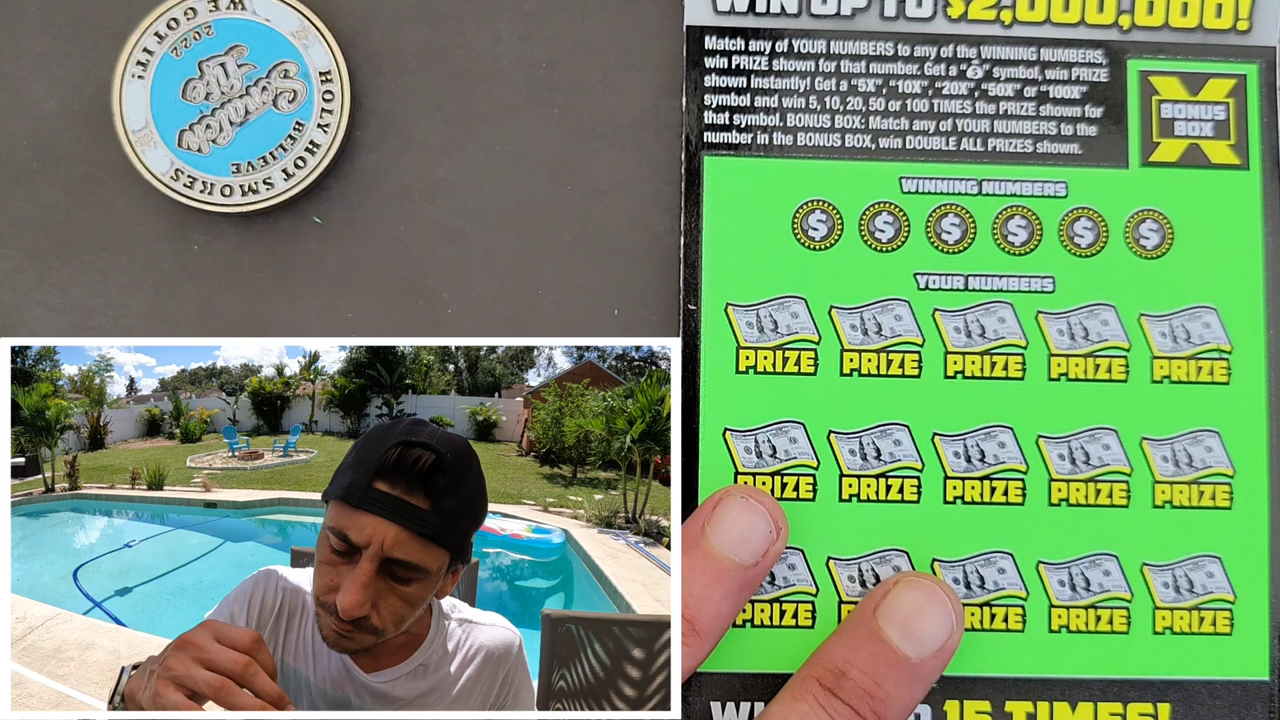 HOLY HOT SMOKES
BELIEVE
Scratch
Life
2022
WE GOT IT!
WIN UP TO $2,000,000!
Match any of YOUR NUMBERS to any of the WINNING NUMBERS,
win PRIZE shown for that number. Get a "💰" symbol, win PRIZE
shown instantly! Get a "5X", "10X", "20X", "50X" or "100X"
symbol and win 5, 10, 20, 50 or 100 TIMES the PRIZE shown for
that symbol. BONUS BOX: Match any of YOUR NUMBERS to the
number in the BONUS BOX, win DOUBLE ALL PRIZES shown.
BONUS
BOX
WINNING NUMBERS
$ $ $ $ $ $
YOUR NUMBERS
PRIZE PRIZE PRIZE PRIZE PRIZE
PRIZE PRIZE PRIZE PRIZE PRIZE
PRIZE PRIZE PRIZE PRIZE PRIZE
15 TIMES!